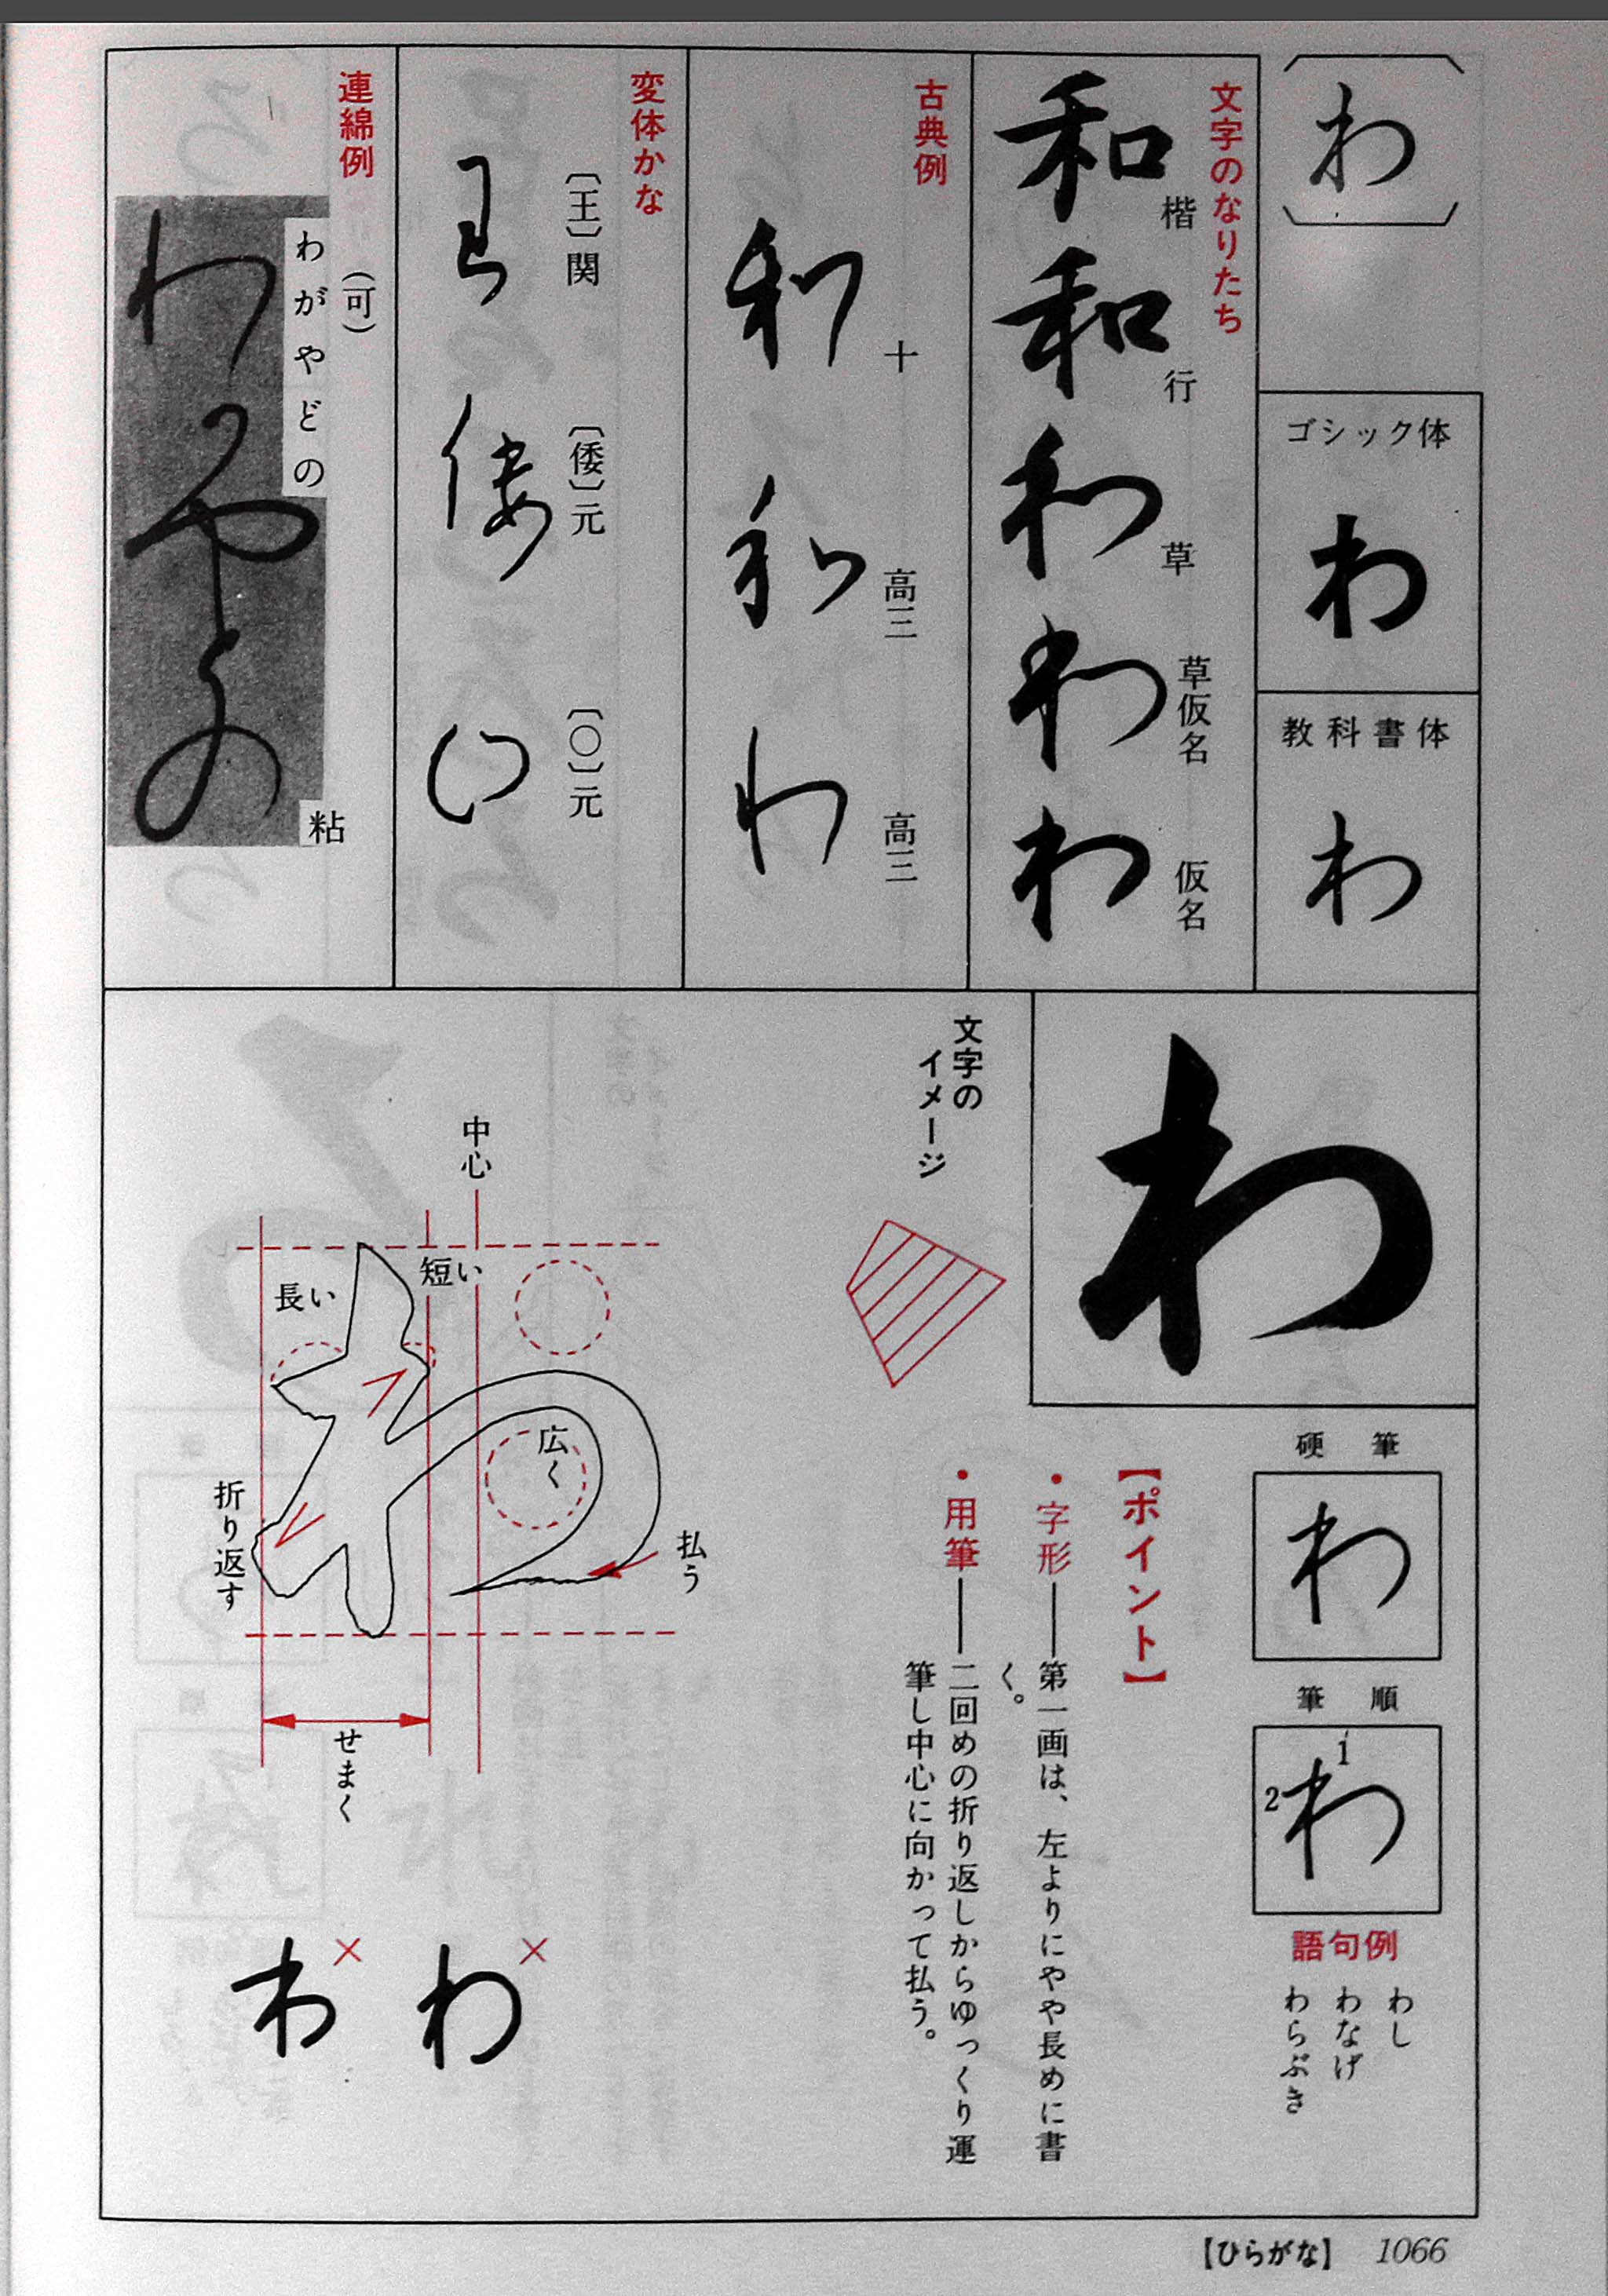 わ
ゴシック体
わ
教科書体
わ
文字のなりたち
和 楷
和 行
和 草
わ 草仮名
わ 仮名
古典例
和 十
和 高三
わ 高三
変体かな
〔王〕関
〔倭〕元
〔〇〕元
連綿例
(可)
わがやどの
粘
わ
硬筆
わ
筆順
わ
1
2
語句例
わし
わなげ
わらぶき
【ポイント】
・字形――第一画は、左よりにやや長めに書
く。
・用筆――二回めの折り返しからゆっくり運
筆し中心に向かって払う。
文字の
イメージ
中心
短い
長い
広く
払う
折り返す
せまく
わ ×
わ ×
【ひらがな】 1066